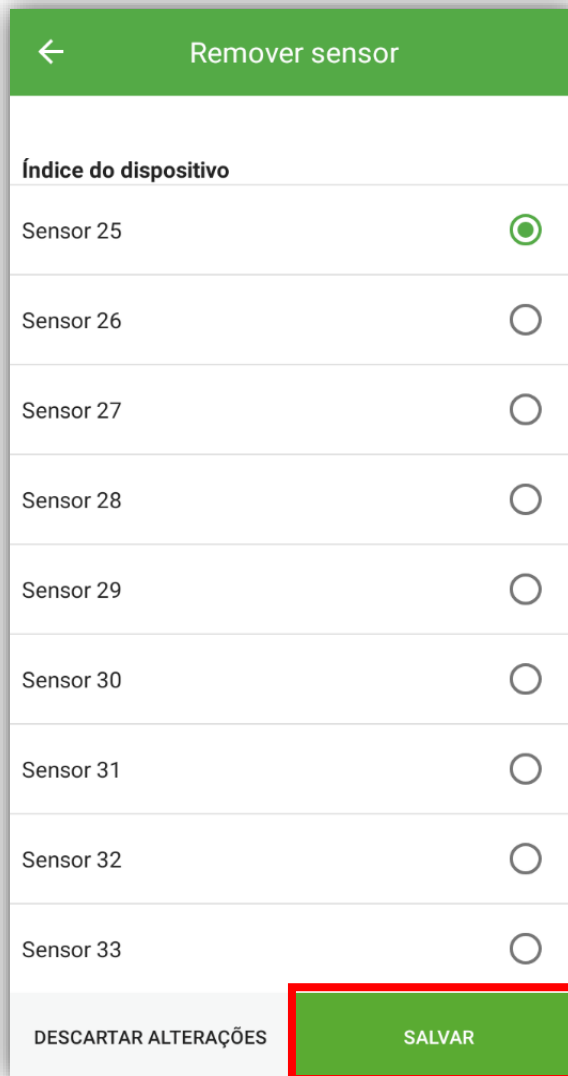 Remover sensor
Índice do dispositivo
Sensor 25
Sensor 26
Sensor 27
Sensor 28
Sensor 29
Sensor 30
Sensor 31
Sensor 32
Sensor 33
DESCARTAR ALTERAÇÕES SALVAR